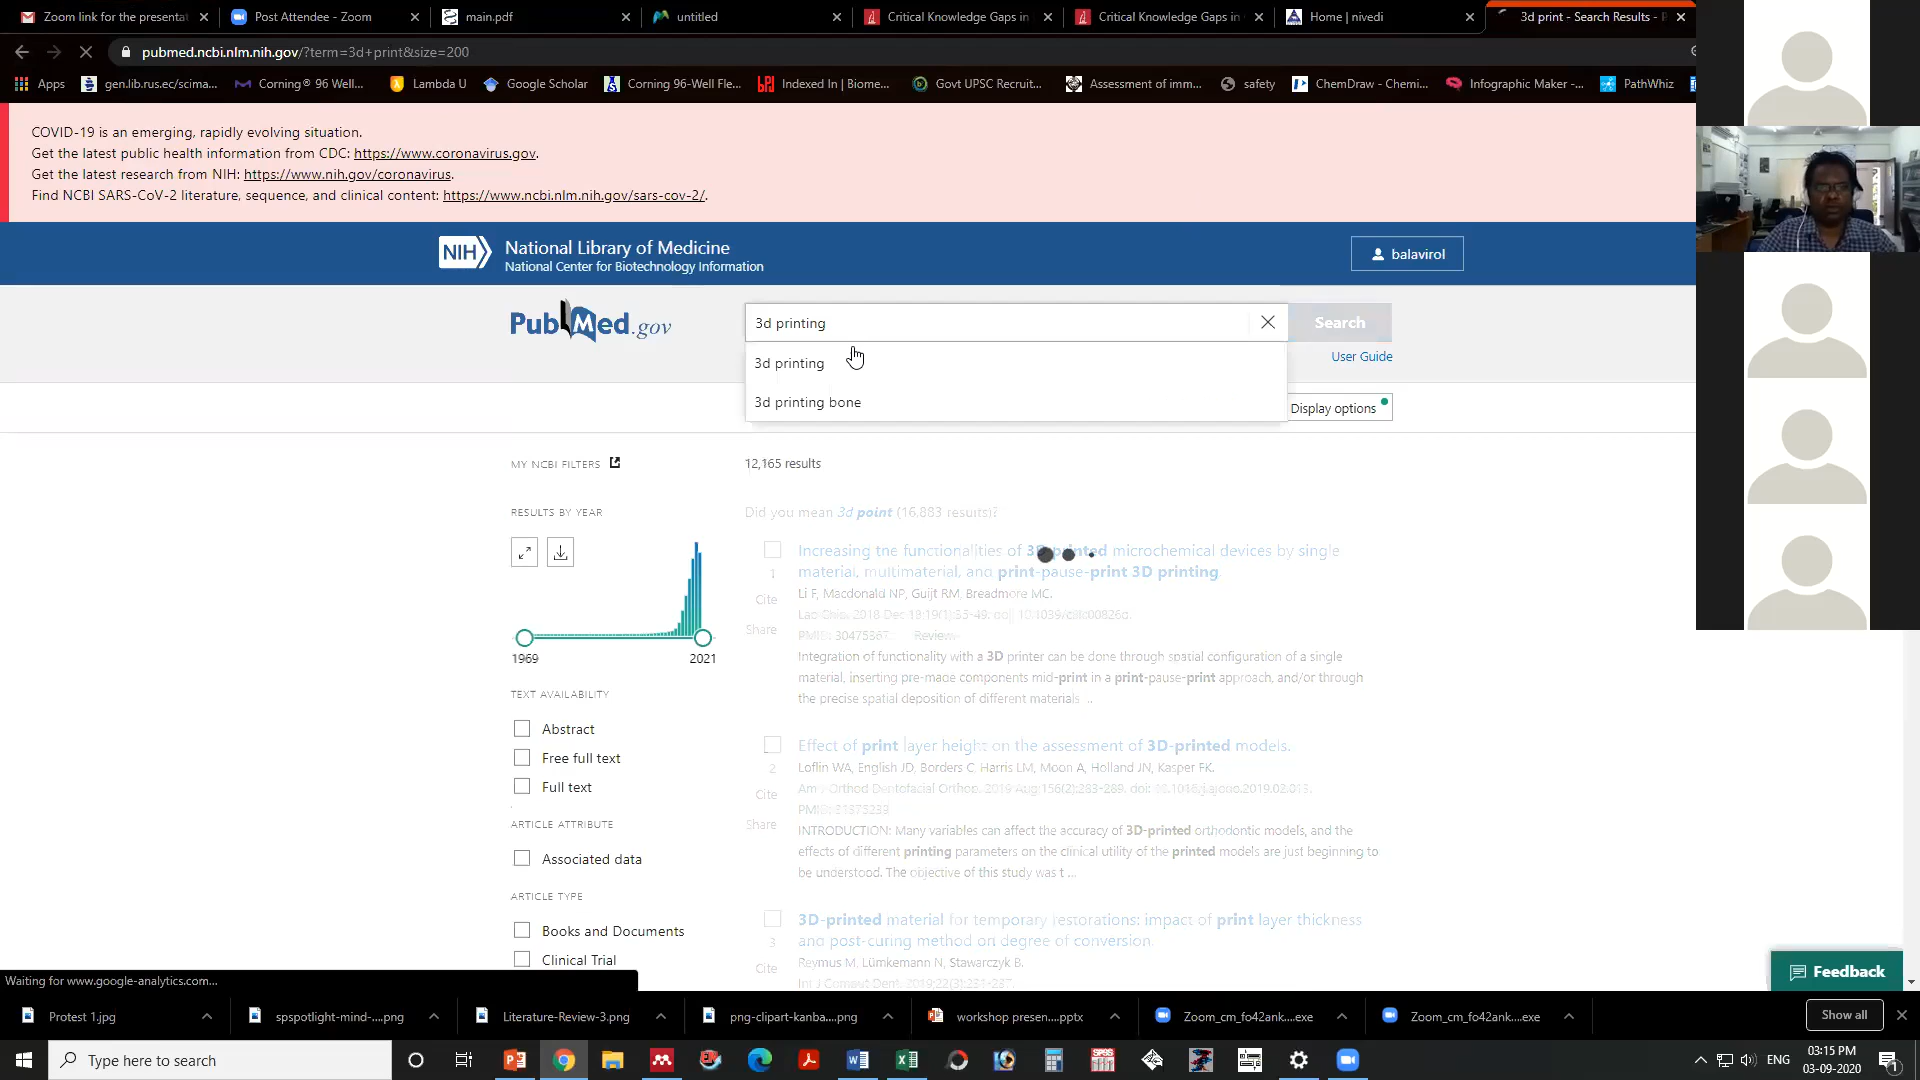 Zoom link for the presentat
Post Attendee - Zoom
main.pdf
untitled
Critical Knowledge Gaps in
Critical Knowledge Gaps in
Home | nivedi
3d print - Search Results -
pubmed.ncbi.nlm.nih.gov/?term=3d+print&size=200
Apps
gen.lib.rus.ec/scima...
Corning® 96 Well...
Lambda U
Google Scholar
Corning 96-Well Fle...
Indexed In | Biome...
Govt UPSC Recruit...
Assessment of imm...
safety
ChemDraw - Chemi...
Infographic Maker -...
PathWhiz
COVID-19 is an emerging, rapidly evolving situation.
Get the latest public health information from CDC: https://www.coronavirus.gov.
Get the latest research from NIH: https://www.nih.gov/coronavirus.
Find NCBI SARS-CoV-2 literature, sequence, and clinical content: https://www.ncbi.nlm.nih.gov/sars-cov-2/.
NIH
National Library of Medicine
National Center for Biotechnology Information
balavirol
PubMed.gov
3d printing
Search
3d printing
User Guide
3d printing bone
Display options
MY NCBI FILTERS
12,165 results
RESULTS BY YEAR
Did you mean 3d point (16,883 results)?
1969
2021
Increasing the functionalities of 3D-printed microchemical devices by single
material, multimaterial, and print-pause-print 3D printing.
1
Cite
Share
Li F, Macdonald NP, Guijt RM, Breadmore MC.
Review.
Integration of functionality with a 3D printer can be done through spatial configuration of a single
material, inserting pre-made components mid-print in a print-pause-print approach, and/or through
the precise spatial deposition of different materials ...
TEXT AVAILABILITY
Abstract
Free full text
Full text
Effect of print layer height on the assessment of 3D-printed models.
2
Cite
Share
Loflin WA, English JD, Borders C, Harris LM, Moon A, Holland JN, Kasper FK.
INTRODUCTION: Many variables can affect the accuracy of 3D-printed orthodontic models, and the
effects of different printing parameters on the clinical utility of the printed models are just beginning to
be understood. The objective of this study was t ...
ARTICLE ATTRIBUTE
Associated data
ARTICLE TYPE
Books and Documents
Clinical Trial
3D-printed material for temporary restorations: impact of print layer thickness
and post-curing method on degree of conversion.
3
Cite
Reymus M, Lümkemann N, Stawarczyk B.
Feedback
Waiting for www.google-analytics.com...
Protest 1.jpg
spspotlight-mind-....png
Literature-Review-3.png
png-clipart-kanba....png
workshop presen....pptx
Zoom_cm_fo42ank....exe
Zoom_cm_fo42ank....exe
Show all
Type here to search
ENG
03:15 PM
03-09-2020